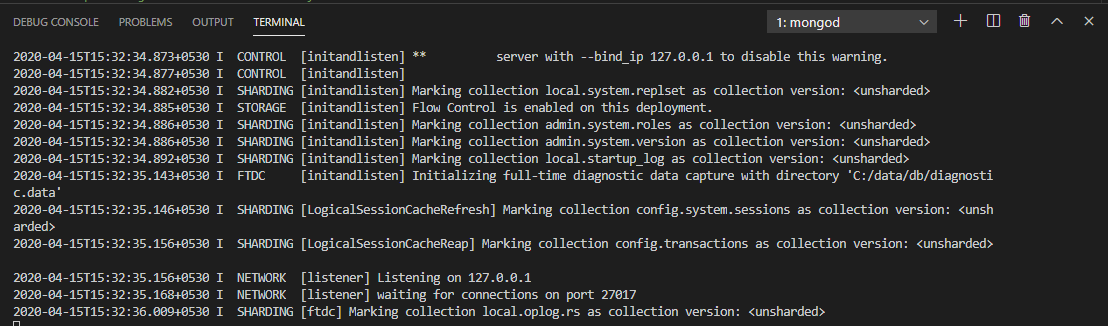 DEBUG CONSOLE PROBLEMS OUTPUT TERMINAL 1: mongod
2020-04-15T15:32:34.873+0530 I  CONTROL  [initandlisten] **          server with --bind_ip 127.0.0.1 to disable this warning.
2020-04-15T15:32:34.877+0530 I  CONTROL  [initandlisten]
2020-04-15T15:32:34.882+0530 I  SHARDING [initandlisten] Marking collection local.system.replset as collection version: <unsharded>
2020-04-15T15:32:34.885+0530 I  STORAGE  [initandlisten] Flow Control is enabled on this deployment.
2020-04-15T15:32:34.886+0530 I  SHARDING [initandlisten] Marking collection admin.system.roles as collection version: <unsharded>
2020-04-15T15:32:34.886+0530 I  SHARDING [initandlisten] Marking collection admin.system.version as collection version: <unsharded>
2020-04-15T15:32:34.892+0530 I  SHARDING [initandlisten] Marking collection local.startup_log as collection version: <unsharded>
2020-04-15T15:32:35.143+0530 I  FTDC     [initandlisten] Initializing full-time diagnostic data capture with directory 'C:/data/db/diagnosti
c.data'
2020-04-15T15:32:35.146+0530 I  SHARDING [LogicalSessionCacheRefresh] Marking collection config.system.sessions as collection version: <unsh
arded>
2020-04-15T15:32:35.156+0530 I  SHARDING [LogicalSessionCacheReap] Marking collection config.transactions as collection version: <unsharded>
2020-04-15T15:32:35.156+0530 I  NETWORK  [listener] Listening on 127.0.0.1
2020-04-15T15:32:35.168+0530 I  NETWORK  [listener] waiting for connections on port 27017
2020-04-15T15:32:36.009+0530 I  SHARDING [ftdc] Marking collection local.oplog.rs as collection version: <unsharded>